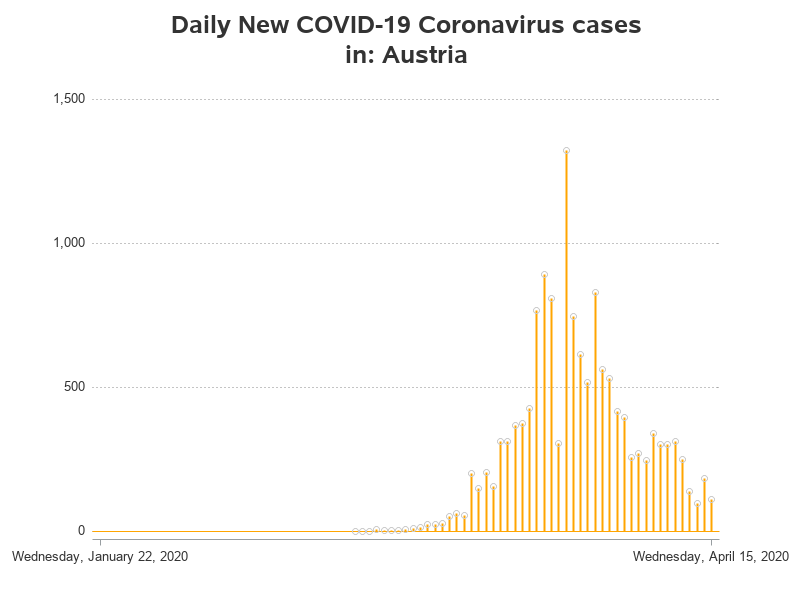 Daily New COVID-19 Coronavirus cases
in: Austria
1,500
1,000
500
0
Wednesday, January 22, 2020
Wednesday, April 15, 2020